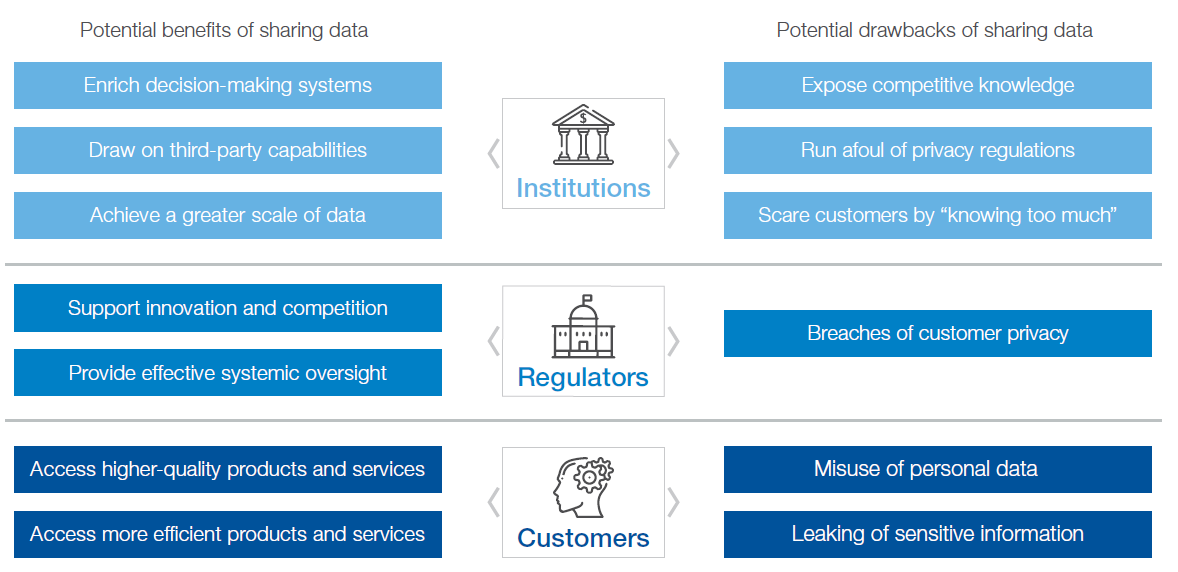 Potential benefits of sharing data
Potential drawbacks of sharing data
Enrich decision-making systems
Draw on third-party capabilities
Achieve a greater scale of data
$
Institutions
Expose competitive knowledge
Run afoul of privacy regulations
Scare customers by “knowing too much”
Support innovation and competition
Provide effective systemic oversight
Regulators
Breaches of customer privacy
Access higher-quality products and services
Access more efficient products and services
Customers
Misuse of personal data
Leaking of sensitive information